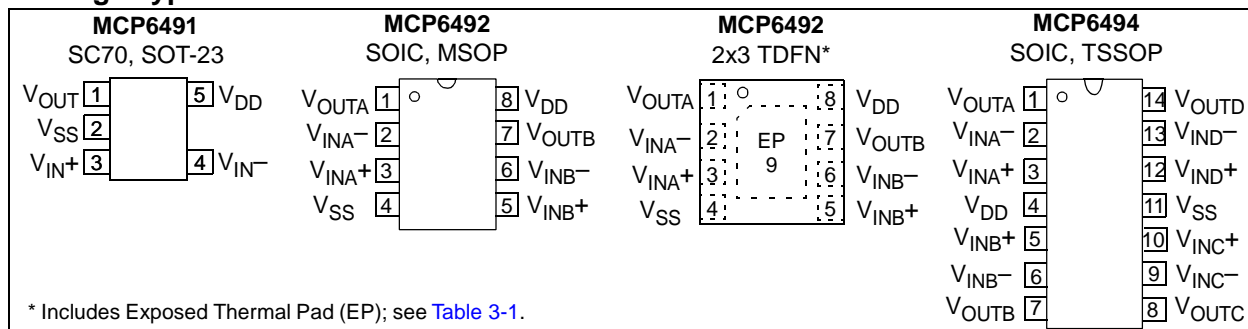 MCP6491
SC70, SOT-23
VOUT 1
VSS 2
VIN+ 3
5 VDD
4 VIN–
MCP6492
SOIC, MSOP
VOUTA 1
VINA– 2
VINA+ 3
VSS 4
8 VDD
7 VOUTB
6 VINB–
5 VINB+
MCP6492
2x3 TDFN*
VOUTA 1
VINA– 2
VINA+ 3
VSS 4
EP
9
8 VDD
7 VOUTB
6 VINB–
5 VINB+
MCP6494
SOIC, TSSOP
VOUTA 1
VINA– 2
VINA+ 3
VDD 4
VINB+ 5
VINB– 6
VOUTB 7
14 VOUTD
13 VIND–
12 VIND+
11 VSS
10 VINC+
9 VINC–
8 VOUTC
* Includes Exposed Thermal Pad (EP); see Table 3-1.